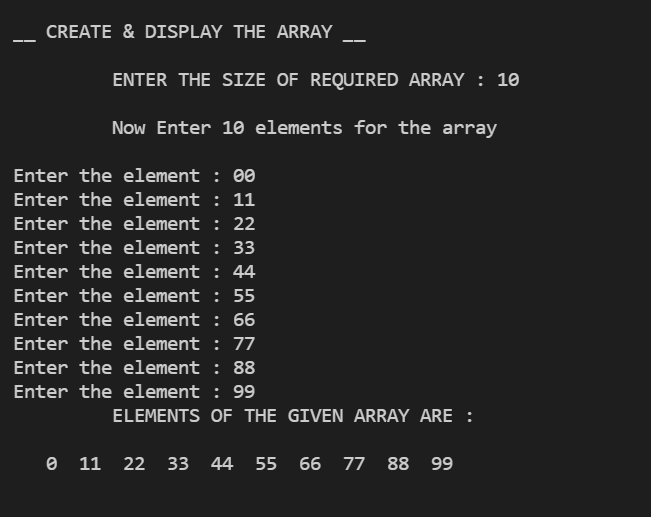 __ CREATE & DISPLAY THE ARRAY __
ENTER THE SIZE OF REQUIRED ARRAY : 10
Now Enter 10 elements for the array
Enter the element : 00
Enter the element : 11
Enter the element : 22
Enter the element : 33
Enter the element : 44
Enter the element : 55
Enter the element : 66
Enter the element : 77
Enter the element : 88
Enter the element : 99
ELEMENTS OF THE GIVEN ARRAY ARE :
0 11 22 33 44 55 66 77 88 99